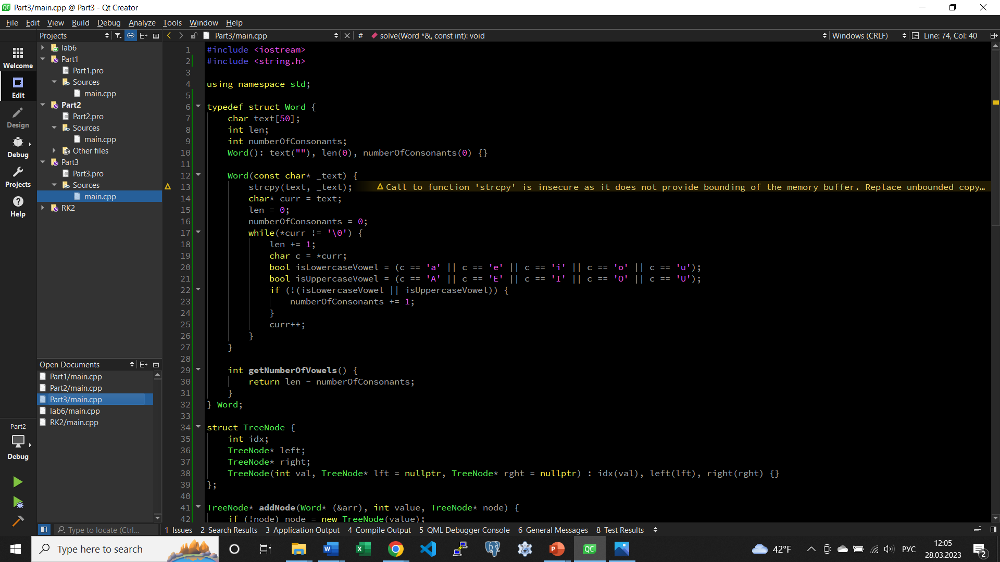 Part3/main.cpp @ Part3 - Qt Creator
File Edit View Build Debug Analyze Tools Window Help
Projects
Part3/main.cpp
# solve(Word *&, const int): void
Windows (CRLF)
Line: 74, Col: 40
Welcome
Edit
Design
Debug
Projects
Help
lab6
Part1
Part1.pro
Sources
main.cpp
Part2
Part2.pro
Sources
main.cpp
Other files
Part3
Part3.pro
Sources
main.cpp
RK2
1 #include <iostream>
2 #include <string.h>
3
4 using namespace std;
5
6 typedef struct Word {
7     char text[50];
8     int len;
9     int numberOfConsonants;
10     Word(): text(""), len(0), numberOfConsonants(0) {}
11
12     Word(const char* _text) {
13         strcpy(text, _text); Call to function 'strcpy' is insecure as it does not provide bounding of the memory buffer. Replace unbounded copy…
14         char* curr = text;
15         len = 0;
16         numberOfConsonants = 0;
17         while(*curr != '\0') {
18             len += 1;
19             char c = *curr;
20             bool isLowercaseVowel = (c == 'a' || c == 'e' || c == 'i' || c == 'o' || c == 'u');
21             bool isUppercaseVowel = (c == 'A' || c == 'E' || c == 'I' || c == 'O' || c == 'U');
22             if (!(isLowercaseVowel || isUppercaseVowel)) {
23                 numberOfConsonants += 1;
24             }
25             curr++;
26         }
27     }
28
29     int getNumberOfVowels() {
30         return len - numberOfConsonants;
31     }
32 } Word;
33
34 struct TreeNode {
35     int idx;
36     TreeNode* left;
37     TreeNode* right;
38     TreeNode(int val, TreeNode* lft = nullptr, TreeNode* rght = nullptr) : idx(val), left(lft), right(rght) {}
39 };
40
41 TreeNode* addNode(Word* (&arr), int value, TreeNode* node) {
42     if (!node) node = new TreeNode(value);
Open Documents
Part1/main.cpp
Part2/main.cpp
Part3/main.cpp
lab6/main.cpp
RK2/main.cpp
Part2
Debug
Type to locate (Ctrl...
1 Issues 2 Search Results 3 Application Output 4 Compile Output 5 QML Debugger Console 6 General Messages 8 Test Results
Type here to search
42°F
РУС
12:05
28.03.2023
2